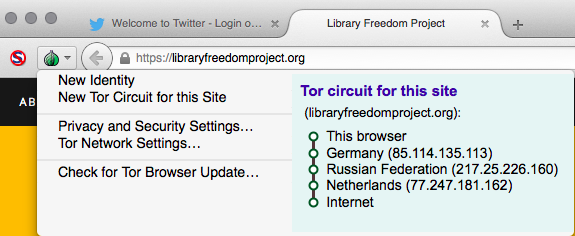 Welcome to Twitter - Login o...
Library Freedom Project
https://libraryfreedomproject.org
AB
New Identity
New Tor Circuit for this Site
Privacy and Security Settings...
Tor Network Settings...
Check for Tor Browser Update...
Tor circuit for this site
(libraryfreedomproject.org):
This browser
Germany (85.114.135.113)
Russian Federation (217.25.226.160)
Netherlands (77.247.181.162)
Internet